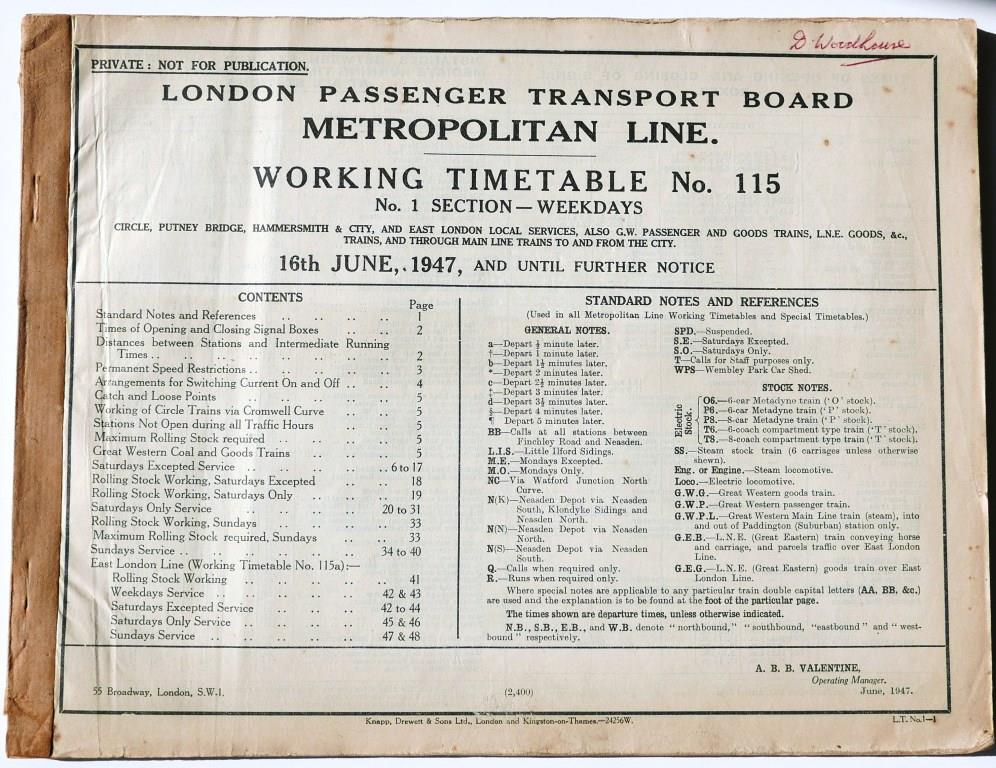 D Woodhouse
PRIVATE: NOT FOR PUBLICATION.
LONDON PASSENGER TRANSPORT BOARD
METROPOLITAN LINE.
WORKING TIMETABLE No. 115
No. 1 SECTION—WEEKDAYS
CIRCLE, PUTNEY BRIDGE, HAMMERSMITH & CITY, AND EAST LONDON LOCAL SERVICES, ALSO G.W. PASSENGER AND GOODS TRAINS, L.N.E. GOODS, &c.,
TRAINS, AND THROUGH MAIN LINE TRAINS TO AND FROM THE CITY.
16th JUNE, 1947, AND UNTIL FURTHER NOTICE
CONTENTS
Page
Standard Notes and References .. .. .. .. 1
Times of Opening and Closing Signal Boxes .. .. .. 2
Distances between Stations and Intermediate Running
Times .. .. .. .. .. .. .. .. 2
Permanent Speed Restrictions .. .. .. .. .. 3
Arrangements for Switching Current On and Off .. .. 4
Catch and Loose Points .. .. .. .. .. 5
Working of Circle Trains via Cromwell Curve .. .. 5
Stations Not Open during all Traffic Hours .. .. 5
Maximum Rolling Stock required .. .. .. .. 5
Great Western Coal and Goods Trains .. .. .. 5
Saturdays Excepted Service .. .. .. .. .. 6 to 17
Rolling Stock Working, Saturdays Excepted .. .. 18
Rolling Stock Working, Saturdays Only .. .. .. 19
Saturdays Only Service .. .. .. .. 20 to 31
Rolling Stock Working, Sundays .. .. .. .. 33
Maximum Rolling Stock required, Sundays .. .. 33
Sundays Service .. .. .. .. .. .. 34 to 40
East London Line (Working Timetable No. 115a):—
Rolling Stock Working .. .. .. .. .. 41
Weekdays Service .. .. .. .. .. 42 & 43
Saturdays Excepted Service .. .. .. 42 to 44
Saturdays Only Service .. .. .. .. 45 & 46
Sundays Service .. .. .. .. .. 47 & 48
STANDARD NOTES AND REFERENCES
(Used in all Metropolitan Line Working Timetables and Special Timetables.)
GENERAL NOTES.
a—Depart ½ minute later.
†—Depart 1 minute later.
b—Depart 1½ minutes later.
*—Depart 2 minutes later.
c—Depart 2½ minutes later.
‡—Depart 3 minutes later.
d—Depart 3½ minutes later.
§—Depart 4 minutes later.
¶ Depart 5 minutes later.
BB—Calls at all stations between
Finchley Road and Neasden.
L.I.S.—Little Ilford Sidings.
M.E.—Mondays Excepted.
M.O.—Mondays Only.
NC—Via Watford Junction North
Curve.
N(K)—Neasden Depot via Neasden
South, Klondyke Sidings and
Neasden North.
N(N)—Neasden Depot via Neasden
North.
N(S)—Neasden Depot via Neasden
South.
Q.—Calls when required only.
R.—Runs when required only.
SPD.—Suspended.
S.E.—Saturdays Excepted.
S.O.—Saturdays Only.
T—Calls for Staff purposes only.
WPS—Wembley Park Car Shed.
STOCK NOTES.
Electric Stock.
O6.—6-car Metadyne train ('O' stock).
P6.—6-car Metadyne train ('P' stock).
P8.—8-car Metadyne train ('P' stock).
T6.—6-coach compartment type train ('T' stock).
T8.—8-coach compartment type train ('T' stock).
SS.—Steam stock train (6 carriages unless otherwise
shewn).
Eng. or Engine.—Steam locomotive.
Loco.—Electric locomotive.
G.W.G.—Great Western goods train.
G.W.P.—Great Western passenger train.
G.W.P.L.—Great Western Main Line train (steam), into
and out of Paddington (Suburban) station only.
G.E.B.—L.N.E. (Great Eastern) train conveying horse
and carriage, and parcels traffic over East London
Line.
G.E.G.—L.N.E. (Great Eastern) goods train over East
London Line.
Where special notes are applicable to any particular train double capital letters (AA, BB, &c.)
are used and the explanation is to be found at the foot of the particular page.
The times shown are departure times, unless otherwise indicated.
N.B., S.B., E.B., and W.B. denote "northbound," "southbound, "eastbound" and "west-
bound" respectively.
A. B. B. VALENTINE,
Operating Manager.
55 Broadway, London, S.W.1.
(2,400)
June, 1947.
Knapp, Drewett & Sons Ltd., London and Kingston-on-Thames.—24256W.
L.T. No.1—1